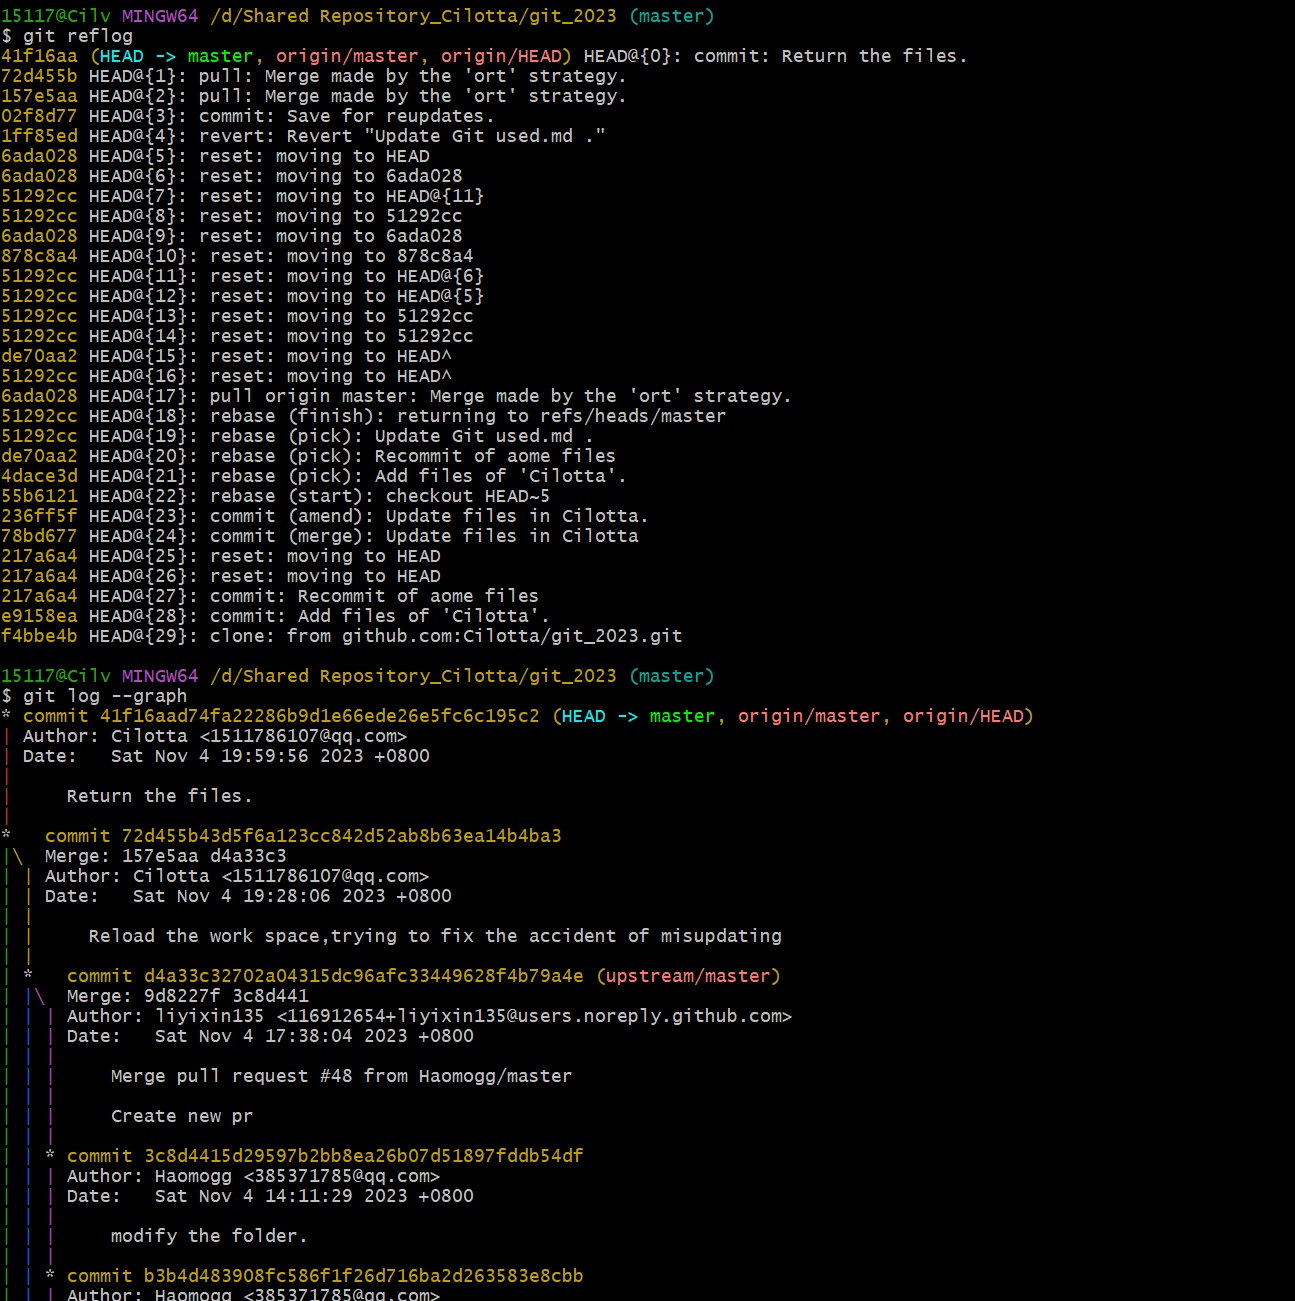 15117@Cilv MINGW64 /d/Shared Repository_Cilotta/git_2023 (master)
$ git reflog
41f16aa (HEAD -> master, origin/master, origin/HEAD) HEAD@{0}: commit: Return the files.
72d455b HEAD@{1}: pull: Merge made by the 'ort' strategy.
157e5aa HEAD@{2}: pull: Merge made by the 'ort' strategy.
02f8d77 HEAD@{3}: commit: Save for reupdates.
1ff85ed HEAD@{4}: revert: Revert "Update Git used.md ."
6ada028 HEAD@{5}: reset: moving to HEAD
6ada028 HEAD@{6}: reset: moving to 6ada028
51292cc HEAD@{7}: reset: moving to HEAD@{11}
51292cc HEAD@{8}: reset: moving to 51292cc
6ada028 HEAD@{9}: reset: moving to 6ada028
878c8a4 HEAD@{10}: reset: moving to 878c8a4
51292cc HEAD@{11}: reset: moving to HEAD@{6}
51292cc HEAD@{12}: reset: moving to HEAD@{5}
51292cc HEAD@{13}: reset: moving to 51292cc
51292cc HEAD@{14}: reset: moving to 51292cc
de70aa2 HEAD@{15}: reset: moving to HEAD^
51292cc HEAD@{16}: reset: moving to HEAD^
6ada028 HEAD@{17}: pull origin master: Merge made by the 'ort' strategy.
51292cc HEAD@{18}: rebase (finish): returning to refs/heads/master
51292cc HEAD@{19}: rebase (pick): Update Git used.md .
de70aa2 HEAD@{20}: rebase (pick): Recommit of aome files
4dace3d HEAD@{21}: rebase (pick): Add files of 'Cilotta'.
55b6121 HEAD@{22}: rebase (start): checkout HEAD~5
236ff5f HEAD@{23}: commit (amend): Update files in Cilotta.
78bd677 HEAD@{24}: commit (merge): Update files in Cilotta
217a6a4 HEAD@{25}: reset: moving to HEAD
217a6a4 HEAD@{26}: reset: moving to HEAD
217a6a4 HEAD@{27}: commit: Recommit of aome files
e9158ea HEAD@{28}: commit: Add files of 'Cilotta'.
f4bbe4b HEAD@{29}: clone: from github.com:Cilotta/git_2023.git
15117@Cilv MINGW64 /d/Shared Repository_Cilotta/git_2023 (master)
$ git log --graph
* commit 41f16aad74fa22286b9d1e66ede26e5fc6c195c2 (HEAD -> master, origin/master, origin/HEAD)
| Author: Cilotta <1511786107@qq.com>
| Date:   Sat Nov 4 19:59:56 2023 +0800
|
|     Return the files.
|
*   commit 72d455b43d5f6a123cc842d52ab8b63ea14b4ba3
|\  Merge: 157e5aa d4a33c3
| | Author: Cilotta <1511786107@qq.com>
| | Date:   Sat Nov 4 19:28:06 2023 +0800
| |
| |     Reload the work space,trying to fix the accident of misupdating
| |
| *   commit d4a33c32702a04315dc96afc33449628f4b79a4e (upstream/master)
| |\  Merge: 9d8227f 3c8d441
| | | Author: liyixin135 <116912654+liyixin135@users.noreply.github.com>
| | | Date:   Sat Nov 4 17:38:04 2023 +0800
| | |
| | |     Merge pull request #48 from Haomogg/master
| | |
| | |     Create new pr
| | |
| | * commit 3c8d4415d29597b2bb8ea26b07d51897fddb54df
| | | Author: Haomogg <385371785@qq.com>
| | | Date:   Sat Nov 4 14:11:29 2023 +0800
| | |
| | |     modify the folder.
| | |
| | * commit b3b4d483908fc586f1f26d716ba2d263583e8cbb
| | | Author: Haomogg <385371785@qq.com>